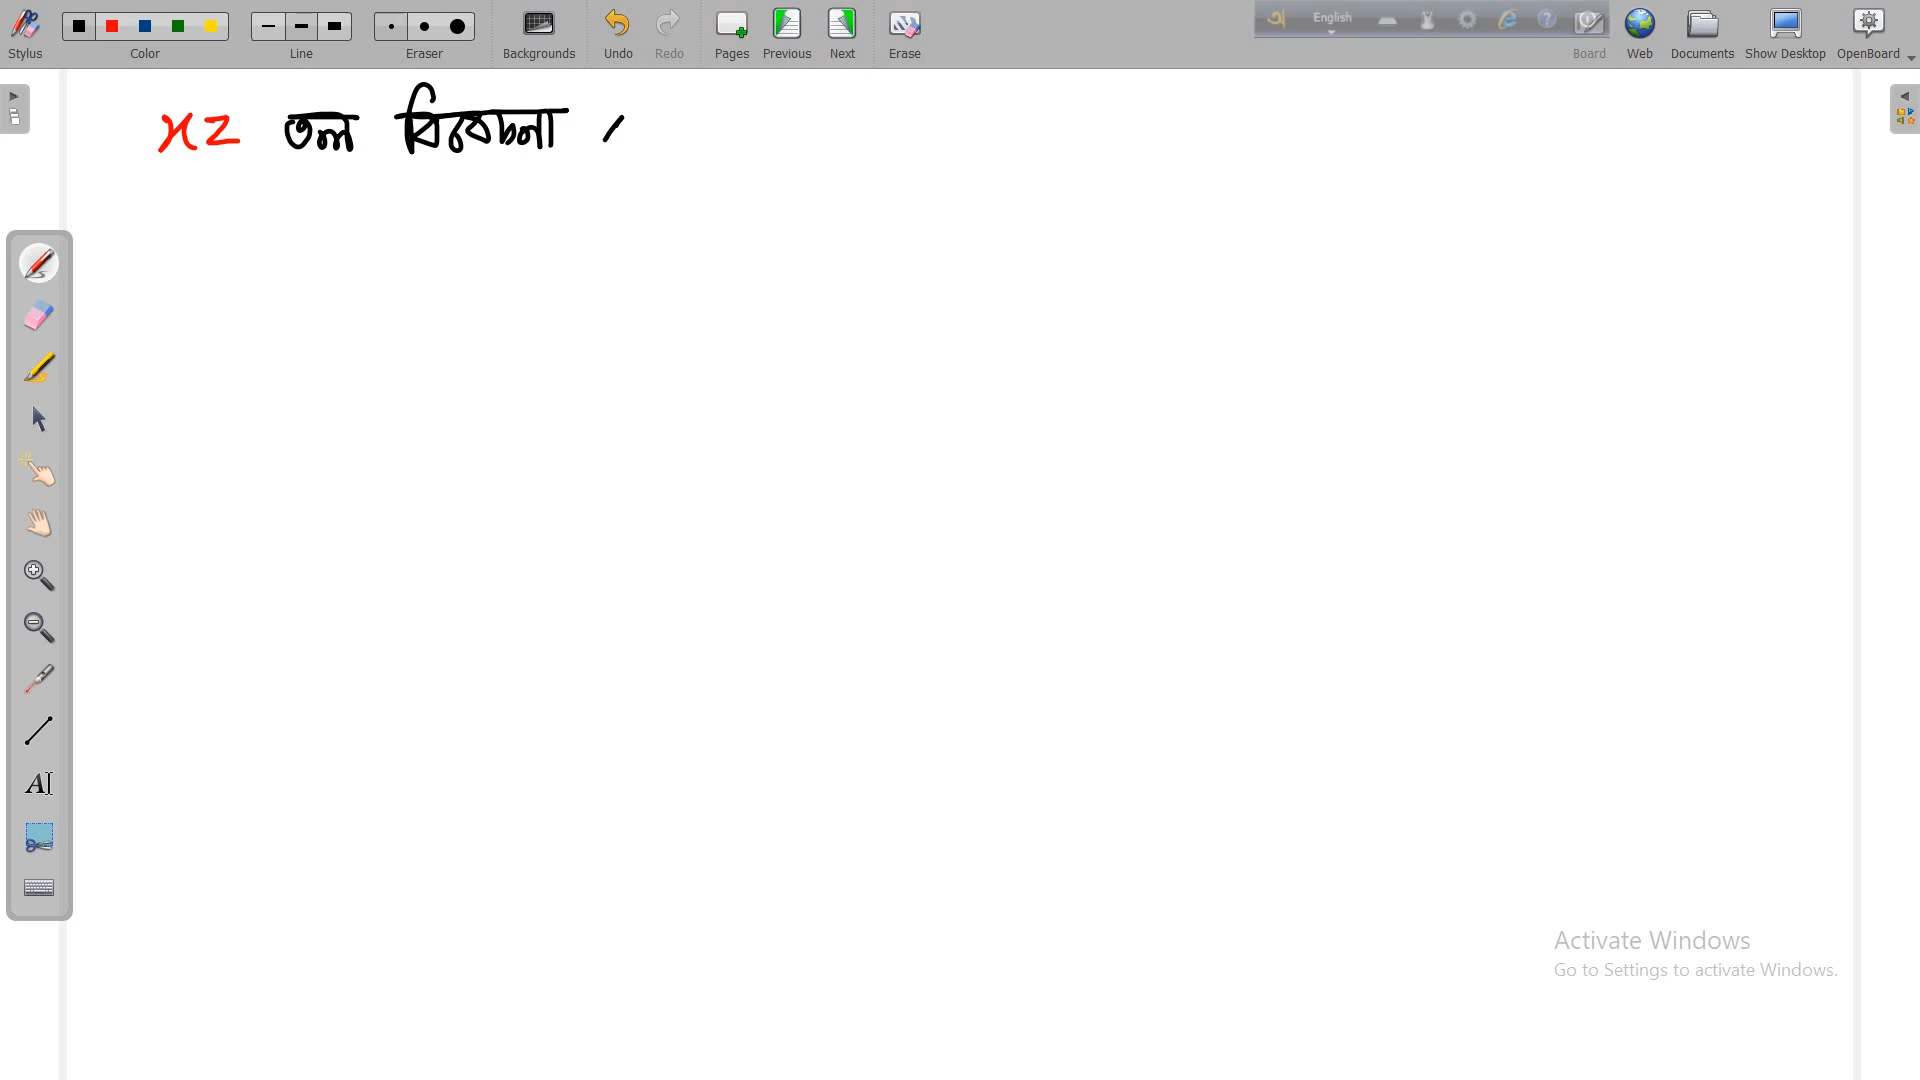 Stylus Color Line Eraser Backgrounds Undo Redo Pages Previous Next Erase English Board Web Documents Show Desktop OpenBoard
xz তল বিবেচনা
Activate Windows
Go to Settings to activate Windows.